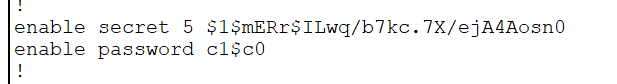 !
enable secret 5 $1$mERr$ILwq/b7kc.7X/ejA4Aosn0
enable password c1$c0
!